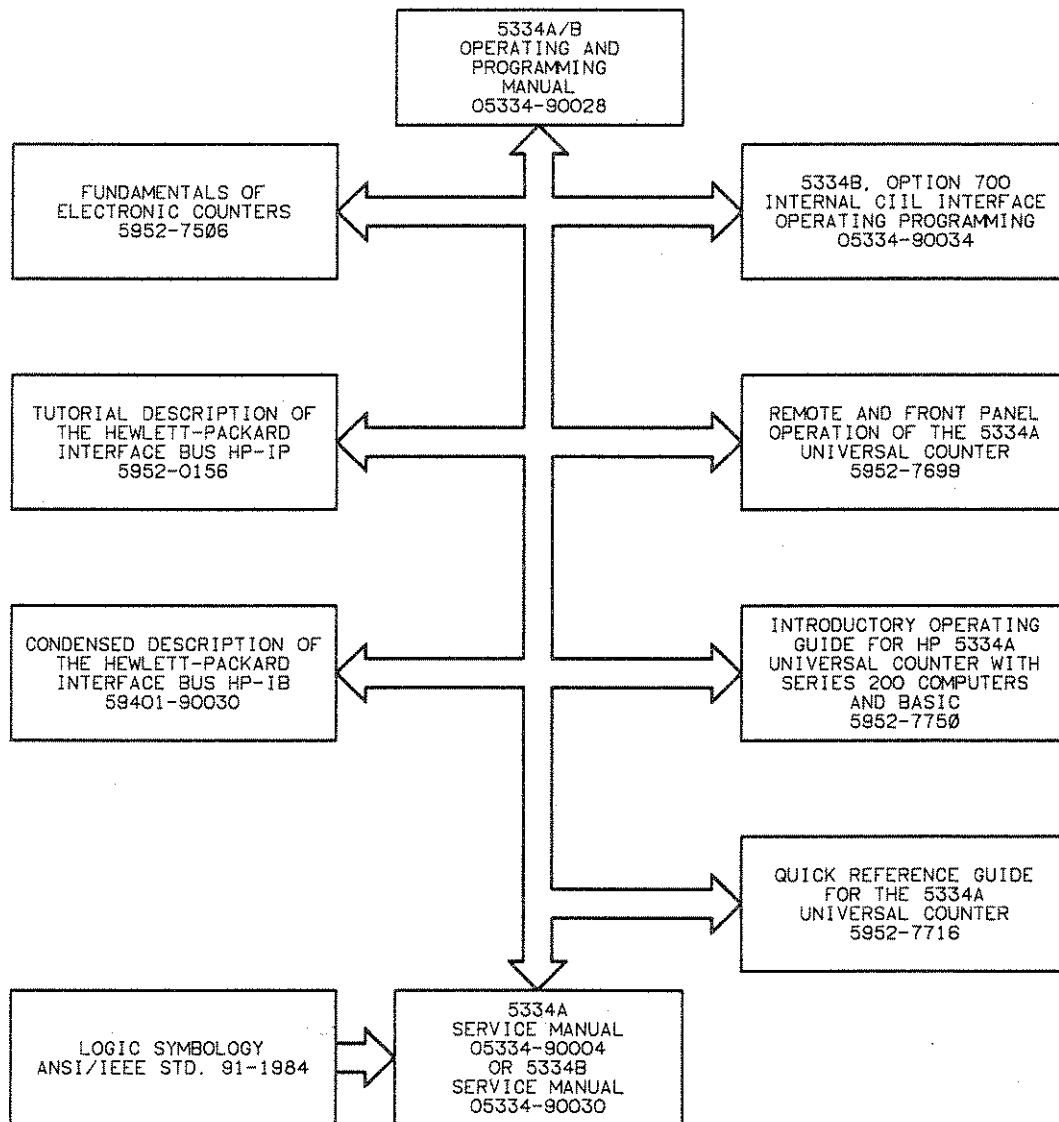 5334A/B
OPERATING AND
PROGRAMMING
MANUAL
05334-90028
FUNDAMENTALS OF
ELECTRONIC COUNTERS
5952-7506
5334B, OPTION 700
INTERNAL CIIL INTERFACE
OPERATING PROGRAMMING
05334-90034
TUTORIAL DESCRIPTION OF
THE HEWLETT-PACKARD
INTERFACE BUS HP-IP
5952-0156
REMOTE AND FRONT PANEL
OPERATION OF THE 5334A
UNIVERSAL COUNTER
5952-7699
CONDENSED DESCRIPTION OF
THE HEWLETT-PACKARD
INTERFACE BUS HP-IB
59401-90030
INTRODUCTORY OPERATING
GUIDE FOR HP 5334A
UNIVERSAL COUNTER WITH
SERIES 200 COMPUTERS
AND BASIC
5952-7750
QUICK REFERENCE GUIDE
FOR THE 5334A
UNIVERSAL COUNTER
5952-7716
LOGIC SYMBOLOGY
ANSI/IEEE STD. 91-1984
5334A
SERVICE MANUAL
05334-90004
OR 5334B
SERVICE MANUAL
05334-90030